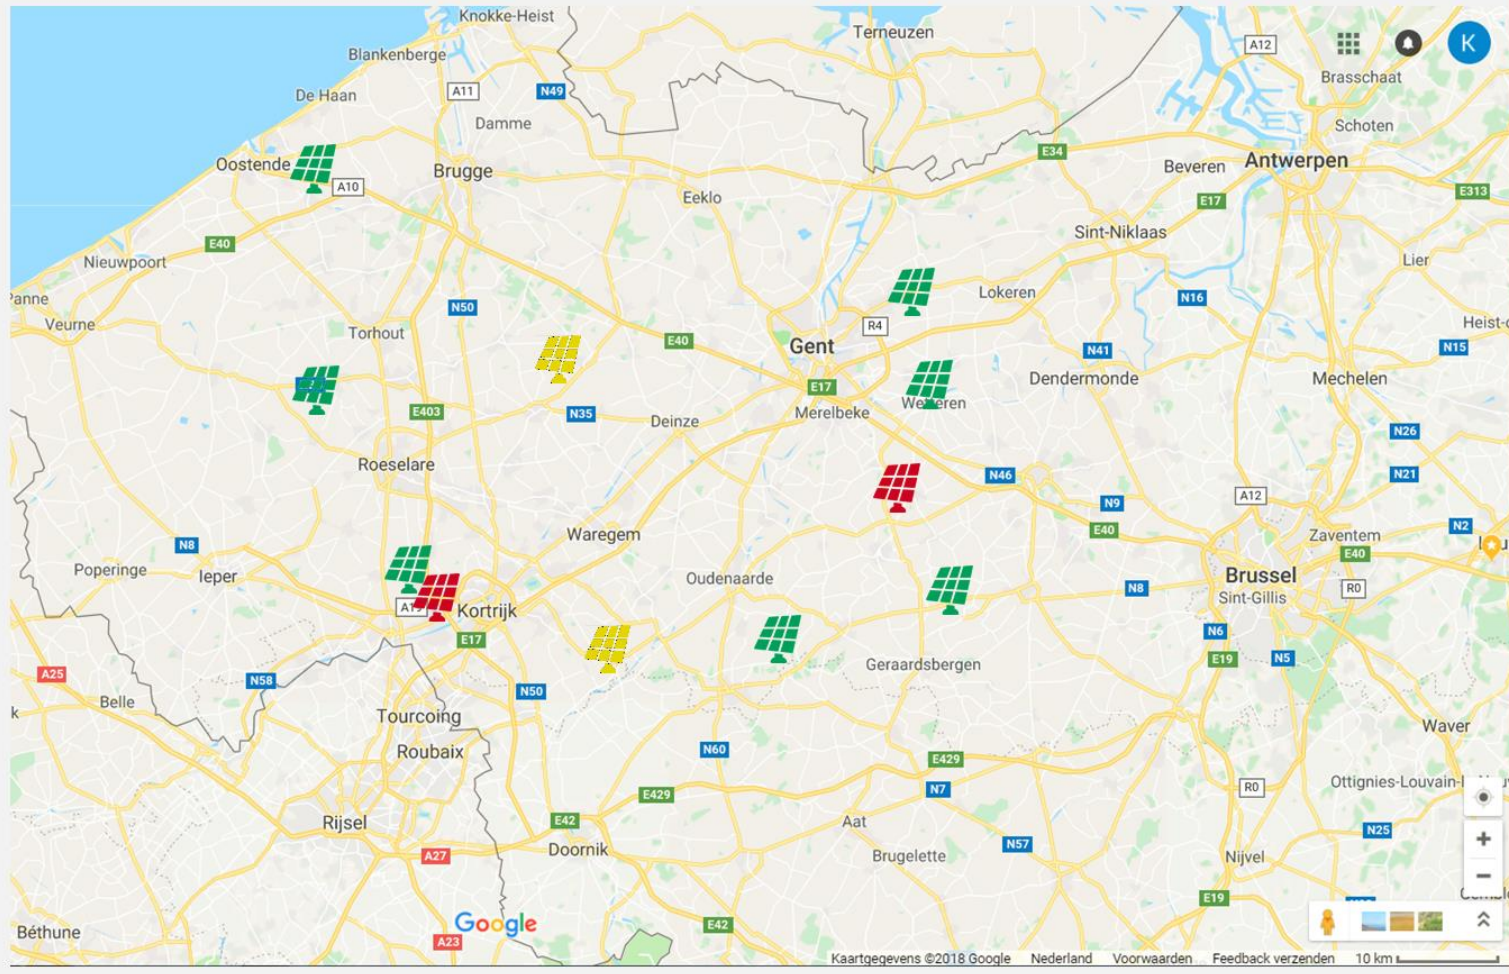 Knokke-Heist
Terneuzen
A12
K
Blankenberge
Brasschaat
De Haan
A11
N49
Damme
Schoten
E34
Oostende
Brugge
A10
Beveren
Antwerpen
E313
Eeklo
E17
Sint-Niklaas
E40
Nieuwpoort
Lier
Lokeren
N16
Panne
Veurne
N50
Torhout
R4
Heist-o
E40
Gent
N41
N15
E17
Dendermonde
Mechelen
E403
N35
Deinze
Merelbeke
Wetteren
N26
Roeselare
N46
N21
A12
N9
N2
Waregem
E40
Zaventem
N8
E40
Poperinge
Ieper
Oudenaarde
Brussel
N8
R0
Sint-Gillis
Kortrijk
E17
N6
Geraardsbergen
E19
N5
A25
N58
N50
Belle
k
Tourcoing
Waver
Roubaix
N60
E429
N7
R0
Ottignies-Louvain-l
E429
Rijsel
E42
Aat
N25
Doornik
N57
A27
Brugelette
Nijvel
E19
Google
E42
Béthune
A23
Kaartgegevens ©2018 Google Nederland Voorwaarden Feedback verzenden 10 km